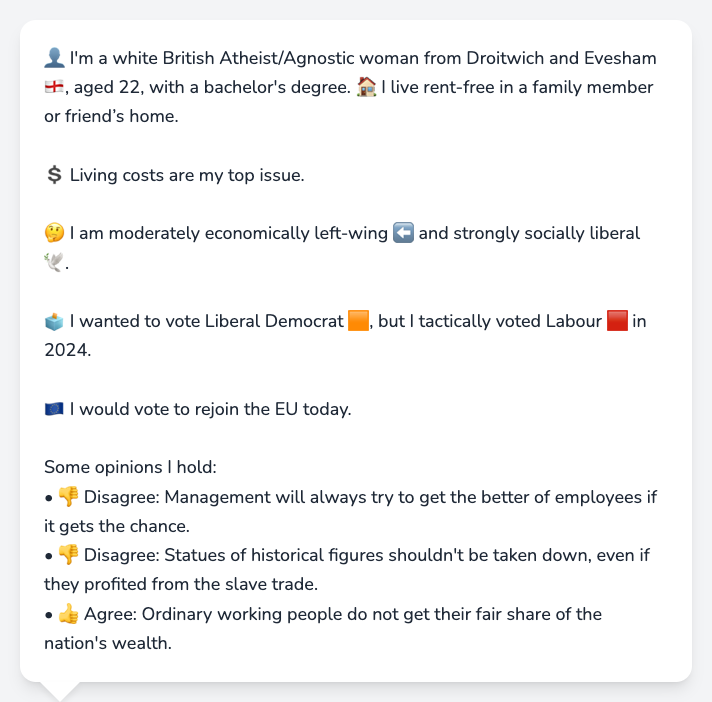 👤 I'm a white British Atheist/Agnostic woman from Droitwich and Evesham
🏴󠁧󠁢󠁥󠁮󠁧󠁿, aged 22, with a bachelor's degree. 🏠 I live rent-free in a family member
or friend’s home.
💲 Living costs are my top issue.
🤔 I am moderately economically left-wing ⬅️ and strongly socially liberal
🕊️.
🗳️ I wanted to vote Liberal Democrat 🟧, but I tactically voted Labour 🟥 in
2024.
🇪🇺 I would vote to rejoin the EU today.
Some opinions I hold:
• 👎 Disagree: Management will always try to get the better of employees if
it gets the chance.
• 👎 Disagree: Statues of historical figures shouldn't be taken down, even if
they profited from the slave trade.
• 👍 Agree: Ordinary working people do not get their fair share of the
nation's wealth.